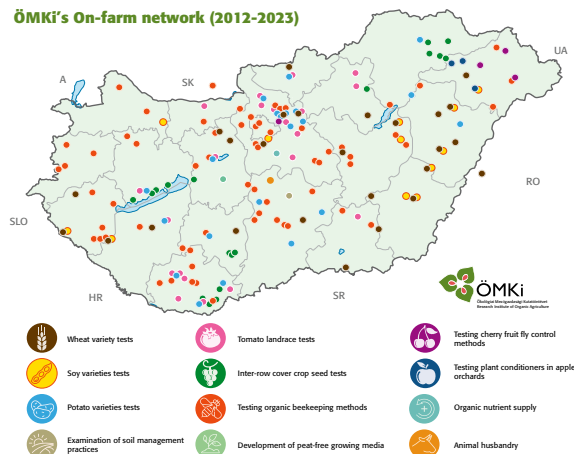 ÖMKi's On-farm network (2012-2023)
UA
A
SK
RO
SLO
HR
SR
ÖMKi
Ökológiai Mezőgazdasági Kutatóintézet
Research Institute of Organic Agriculture
Wheat variety tests
Tomato landrace tests
Testing cherry fruit fly control
methods
Soy varieties tests
Inter-row cover crop seed tests
Testing plant conditioners in apple
orchards
Potato varieties tests
Testing organic beekeeping methods
Organic nutrient supply
Examination of soil management
practices
Development of peat-free growing media
Animal husbandry